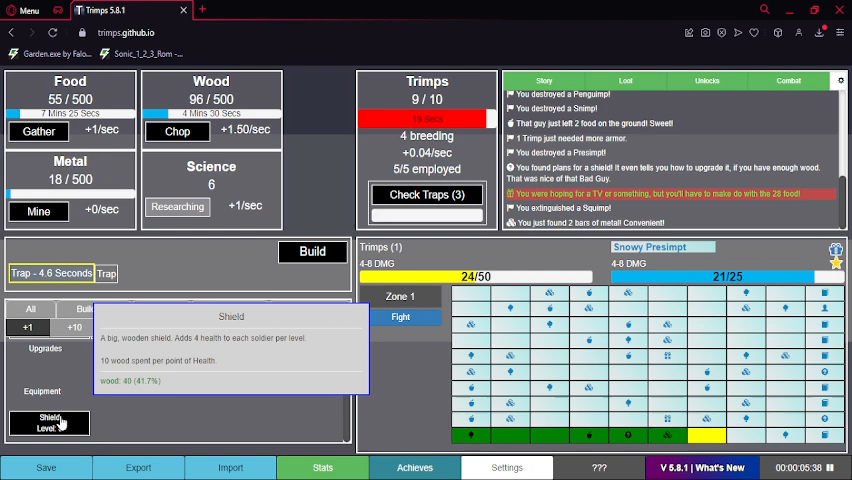 Menu
Trimps 5.8.1
trimps.github.io
Garden.exe by Falo...
Sonic_1_2_3_Rom -...
Food
55 / 500
7 Mins 25 Secs
Gather
+1/sec
Wood
96 / 500
4 Mins 30 Secs
Chop
+1.50/sec
Metal
18 / 500
Mine
+0/sec
Science
6
Researching
+1/sec
Trimps
9 / 10
4 breeding
+0.04/sec
5/5 employed
Check Traps (3)
Story
Loot
Unlocks
Combat
You destroyed a Penguimp!
You destroyed a Snimp!
That guy just left 2 food on the ground! Sweet!
1 Trimp just needed more armor.
You destroyed a Presimpt!
You found plans for a shield! It even tells you how to upgrade it, if you have enough wood.
That was nice of that Bad Guy.
You were hoping for a TV or something, but you'll have to make do with the 28 food!
You extinguished a Squimp!
You just found 2 bars of metal! Convenient!
Build
Trap - 4.6 Seconds
Trap
All
+1
+10
Upgrades
Equipment
Shield
Level:
Shield
A big, wooden shield. Adds 4 health to each soldier per level.
10 wood spent per point of Health.
wood: 40 (41.7%)
Trimps (1)
4-8 DMG
24/50
Snowy Presimpt
4-8 DMG
21/25
Zone 1
Fight
Save
Export
Import
Stats
Achieves
Settings
???
V 5.8.1 | What's New
00:00:05:38